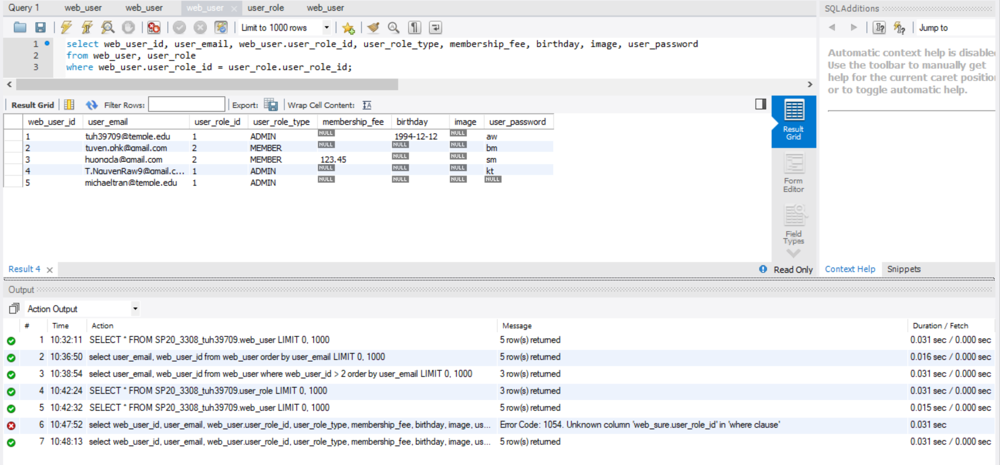 Query 1 web_user web_user web_user user_role web_user
SQLAdditions
Limit to 1000 rows
Jump to
1 select web_user_id, user_email, web_user.user_role_id, user_role_type, membership_fee, birthday, image, user_password
2 from web_user, user_role
3 where web_user.user_role_id = user_role.user_role_id;
Automatic context help is disable
Use the toolbar to manually get
help for the current caret positio
or to toggle automatic help.
Result Grid Filter Rows: Export: Wrap Cell Content:
web_user_id user_email user_role_id user_role_type membership_fee birthday image user_password
1 tuh39709@temple.edu 1 ADMIN NULL 1994-12-12 NULL aw
2 tuyen.phk@gmail.com 2 MEMBER NULL NULL NULL bm
3 huongcla@gmail.com 2 MEMBER 123.45 NULL NULL sm
4 T.NguyenRaw9@gmail.c... 1 ADMIN NULL NULL NULL kt
5 michaeltran@temple.edu 1 ADMIN NULL NULL NULL NULL
Result
Grid
Form
Editor
Field
Types
Result 4
Read Only
Context Help Snippets
Output
Action Output
# Time Action Message Duration / Fetch
1 10:32:11 SELECT * FROM SP20_3308_tuh39709.web_user LIMIT 0, 1000 5 row(s) returned 0.031 sec / 0.000 sec
2 10:36:50 select user_email, web_user_id from web_user order by user_email LIMIT 0, 1000 5 row(s) returned 0.016 sec / 0.000 sec
3 10:38:54 select user_email, web_user_id from web_user where web_user_id > 2 order by user_email LIMIT 0, 1000 3 row(s) returned 0.031 sec / 0.000 sec
4 10:42:24 SELECT * FROM SP20_3308_tuh39709.user_role LIMIT 0, 1000 3 row(s) returned 0.031 sec / 0.000 sec
5 10:42:32 SELECT * FROM SP20_3308_tuh39709.web_user LIMIT 0, 1000 5 row(s) returned 0.015 sec / 0.000 sec
6 10:47:52 select web_user_id, user_email, web_user.user_role_id, user_role_type, membership_fee, birthday, image, us... Error Code: 1054. Unknown column 'web_sure.user_role_id' in 'where clause' 0.031 sec
7 10:48:13 select web_user_id, user_email, web_user.user_role_id, user_role_type, membership_fee, birthday, image, us... 5 row(s) returned 0.031 sec / 0.000 sec